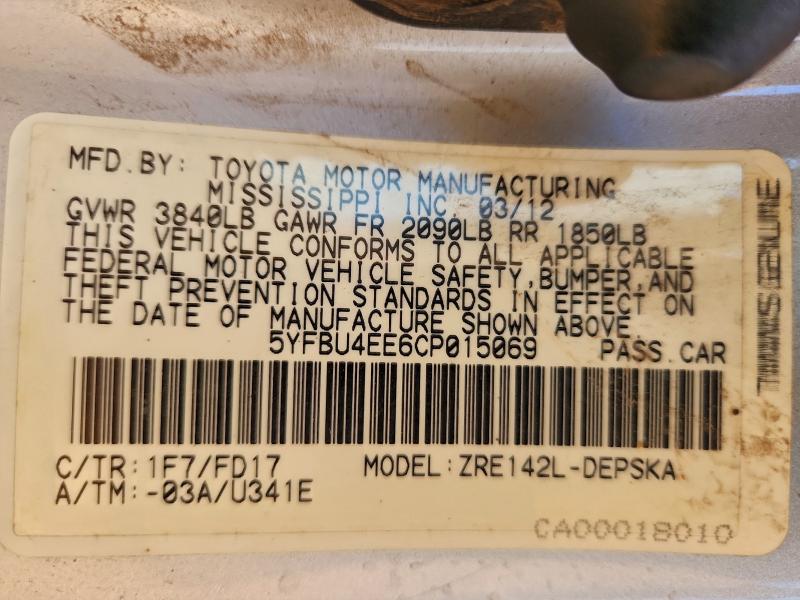 MFD.BY: TOYOTA MOTOR MANUFACTURING
MISSISSIPPI INC. 03/12
GVWR 3840LB GAWR FR 2090LB RR 1850LB
THIS VEHICLE CONFORMS TO ALL APPLICABLE
FEDERAL MOTOR VEHICLE SAFETY,BUMPER,AND
THEFT PREVENTION STANDARDS IN EFFECT ON
THE DATE OF MANUFACTURE SHOWN ABOVE.
5YFBU4EE6CP015069 PASS.CAR
C/TR:1F7/FD17 MODEL:ZRE142L-DEPSKA
A/TM:-03A/U341E
CA00018010